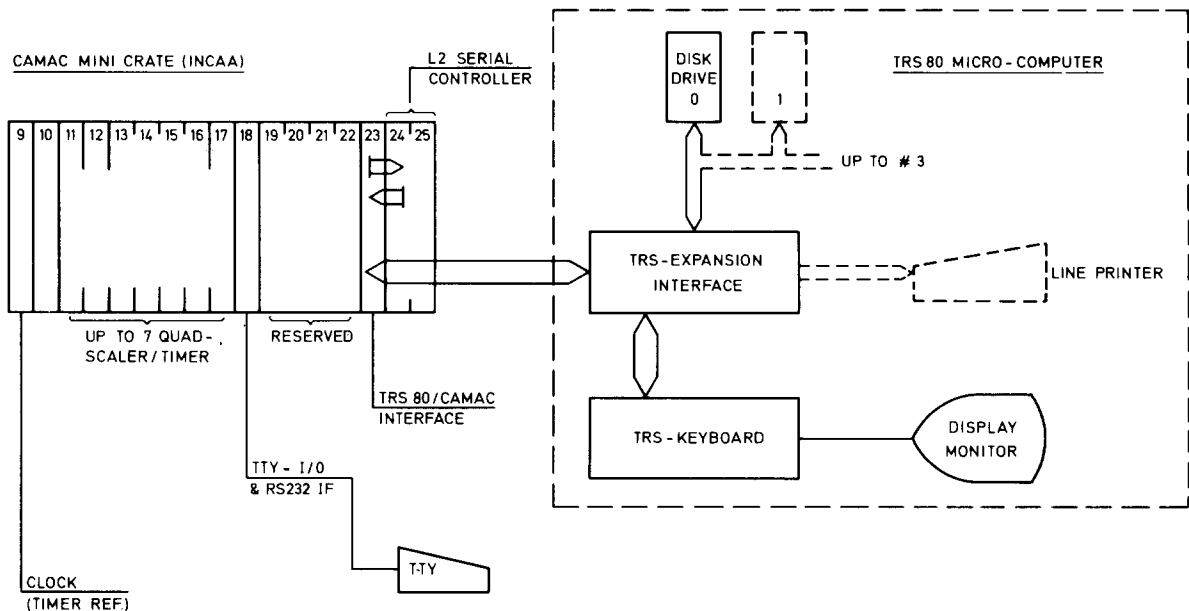 CAMAC MINI CRATE (INCAA)
L2 SERIAL
CONTROLLER
9 10 11 12 13 14 15 16 17 18 19 20 21 22 23 24 25
UP TO 7 QUAD-
SCALER/TIMER
RESERVED
TRS 80/CAMAC
INTERFACE
TTY - I/O
& RS232 IF
T-TY
CLOCK
(TIMER REF.)
TRS 80 MICRO-COMPUTER
DISK
DRIVE
0
1
UP TO # 3
TRS-EXPANSION
INTERFACE
LINE PRINTER
TRS-KEYBOARD
DISPLAY
MONITOR